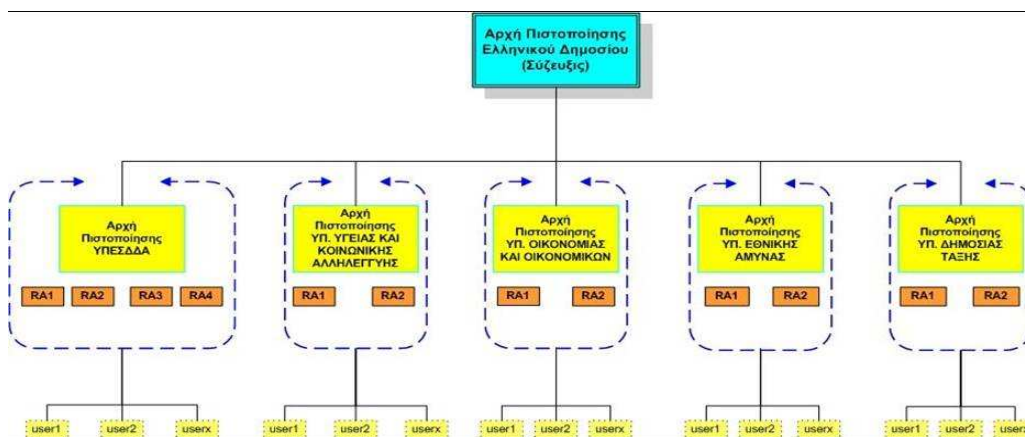 Αρχή Πιστοποίησης
Ελληνικού Δημοσίου
(Σύζευξις)
Αρχή
Πιστοποίησης
ΥΠΕΣΔΔΑ
Αρχή
Πιστοποίησης
ΥΠ. ΥΓΕΙΑΣ ΚΑΙ
ΚΟΙΝΩΝΙΚΗΣ
ΑΛΛΗΛΕΓΓΥΗΣ
Αρχή
Πιστοποίησης
ΥΠ. ΟΙΚΟΝΟΜΙΑΣ
ΚΑΙ ΟΙΚΟΝΟΜΙΚΩΝ
Αρχή
Πιστοποίησης
ΥΠ. ΕΘΝΙΚΗΣ
ΑΜΥΝΑΣ
Αρχή
Πιστοποίησης
ΥΠ. ΔΗΜΟΣΙΑΣ
ΤΑΞΗΣ
RA1 RA2 RA3 RA4 RA1 RA2 RA1 RA2 RA1 RA2 RA1 RA2
user1 user2 userx user1 user2 userx user1 user2 userx user1 user2 userx user1 user2 userx